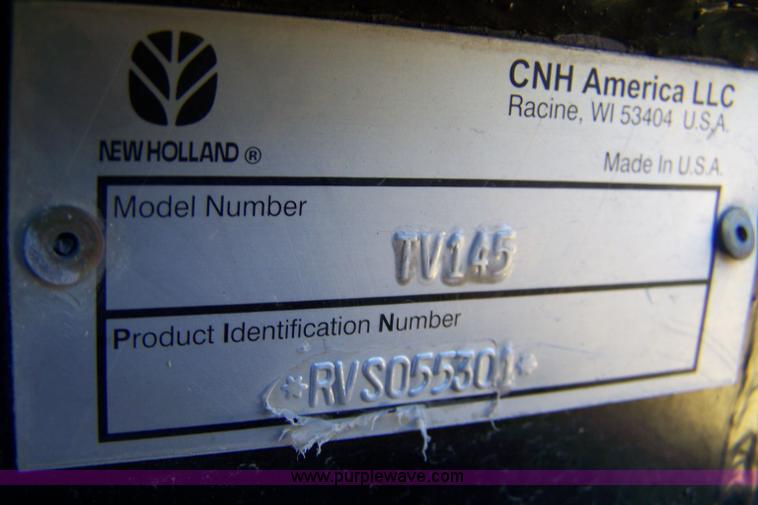 NEW HOLLAND ®
CNH America LLC
Racine, WI 53404 U.S.A.
Made In U.S.A.
Model Number
TV145
Product Identification Number
*RVS055301*
www.purplewave.com